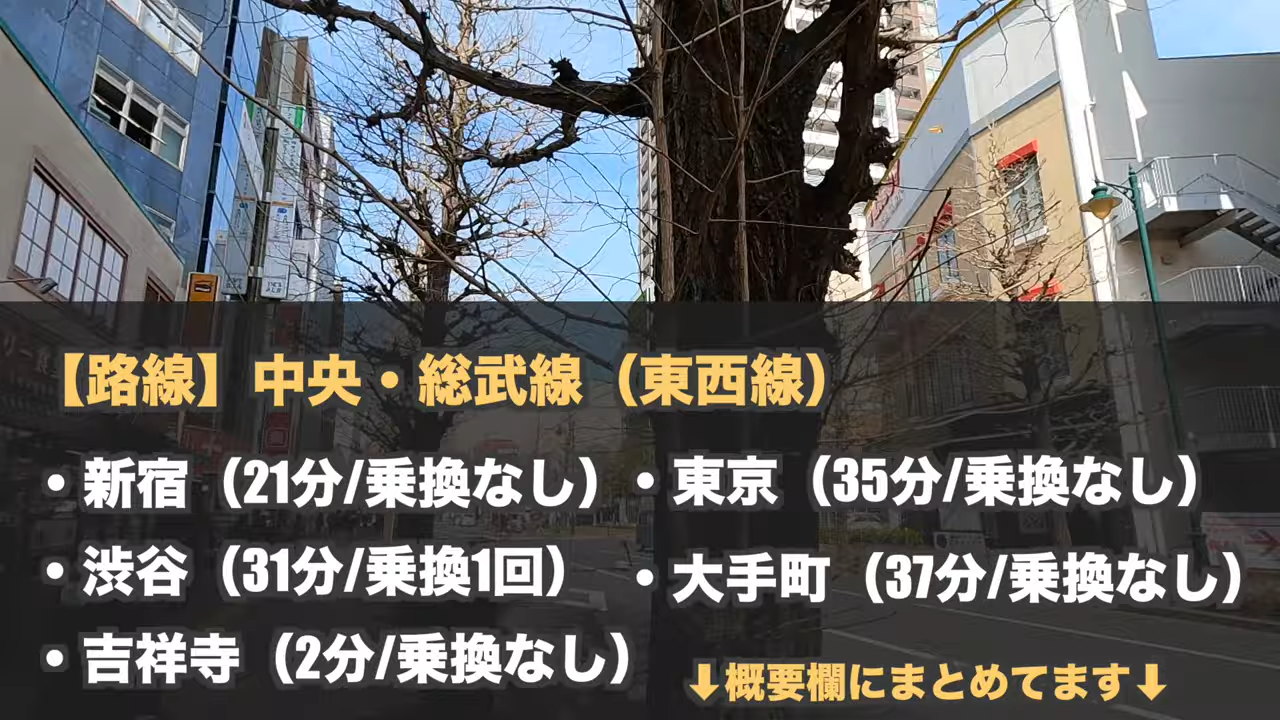 【路線】中央・総武線（東西線）
・新宿（21分/乗換なし）
・渋谷（31分/乗換1回）
・吉祥寺（2分/乗換なし）
・東京（35分/乗換なし）
・大手町（37分/乗換なし）
⬇概要欄にまとめてます⬇